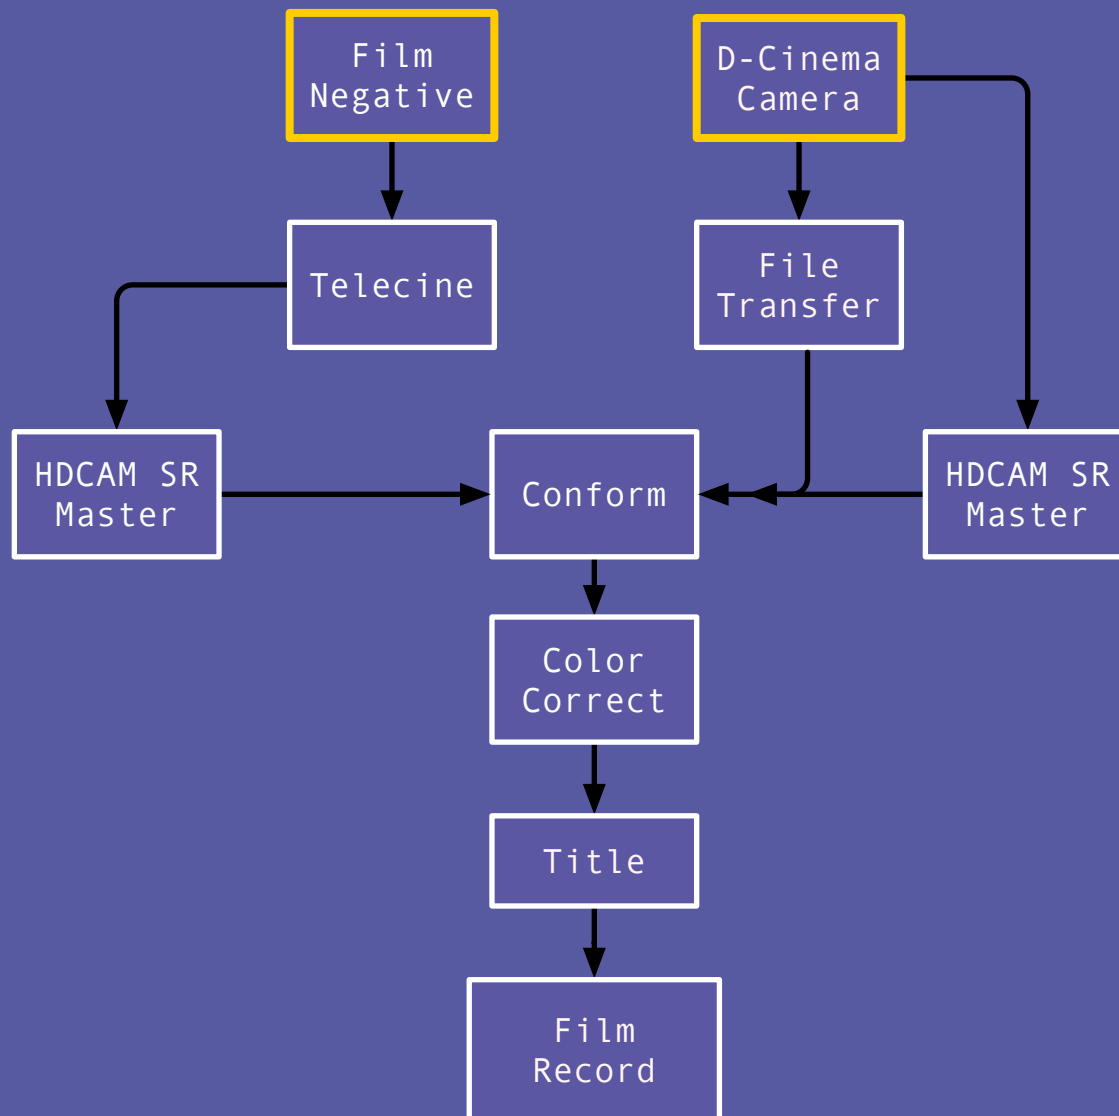 Film
Negative
D-Cinema
Camera
Telecine
File
Transfer
HDCAM SR
Master
Conform
HDCAM SR
Master
Color
Correct
Title
Film
Record